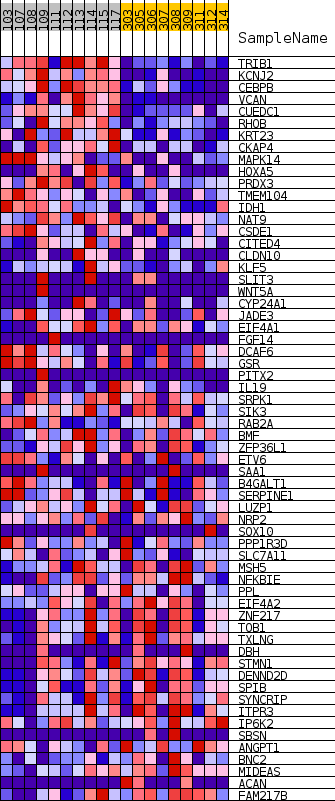 108 107 108 109 111 112 113 114 115 117 303 305 306 307 308 309 311 312 314
SampleName
TRIB1
KCNJ2
CEBPB
VCAN
CUEDC1
RHOB
KRT23
CKAP4
MAPK14
HOXA5
PRDX3
TMEM104
IDH1
NAT9
CSDE1
CITED4
CLDN10
KLF5
SLIT3
WNT5A
CYP24A1
JADE3
EIF4A1
FGF14
DCAF6
GSR
PITX2
IL19
SRPK1
SIK3
RAB2A
BMF
ZFP36L1
ETV6
SAA1
B4GALT1
SERPINE1
LUZP1
NRP2
SOX10
PPP1R3D
SLC7A11
MSH5
NFKBIE
PPL
EIF4A2
ZNF217
TOB1
TXLNG
DBH
STMN1
DENND2D
SPIB
SYNCRIP
ITPR3
IP6K2
SBSN
ANGPT1
BNC2
MIDEAS
ACAN
FAM217B